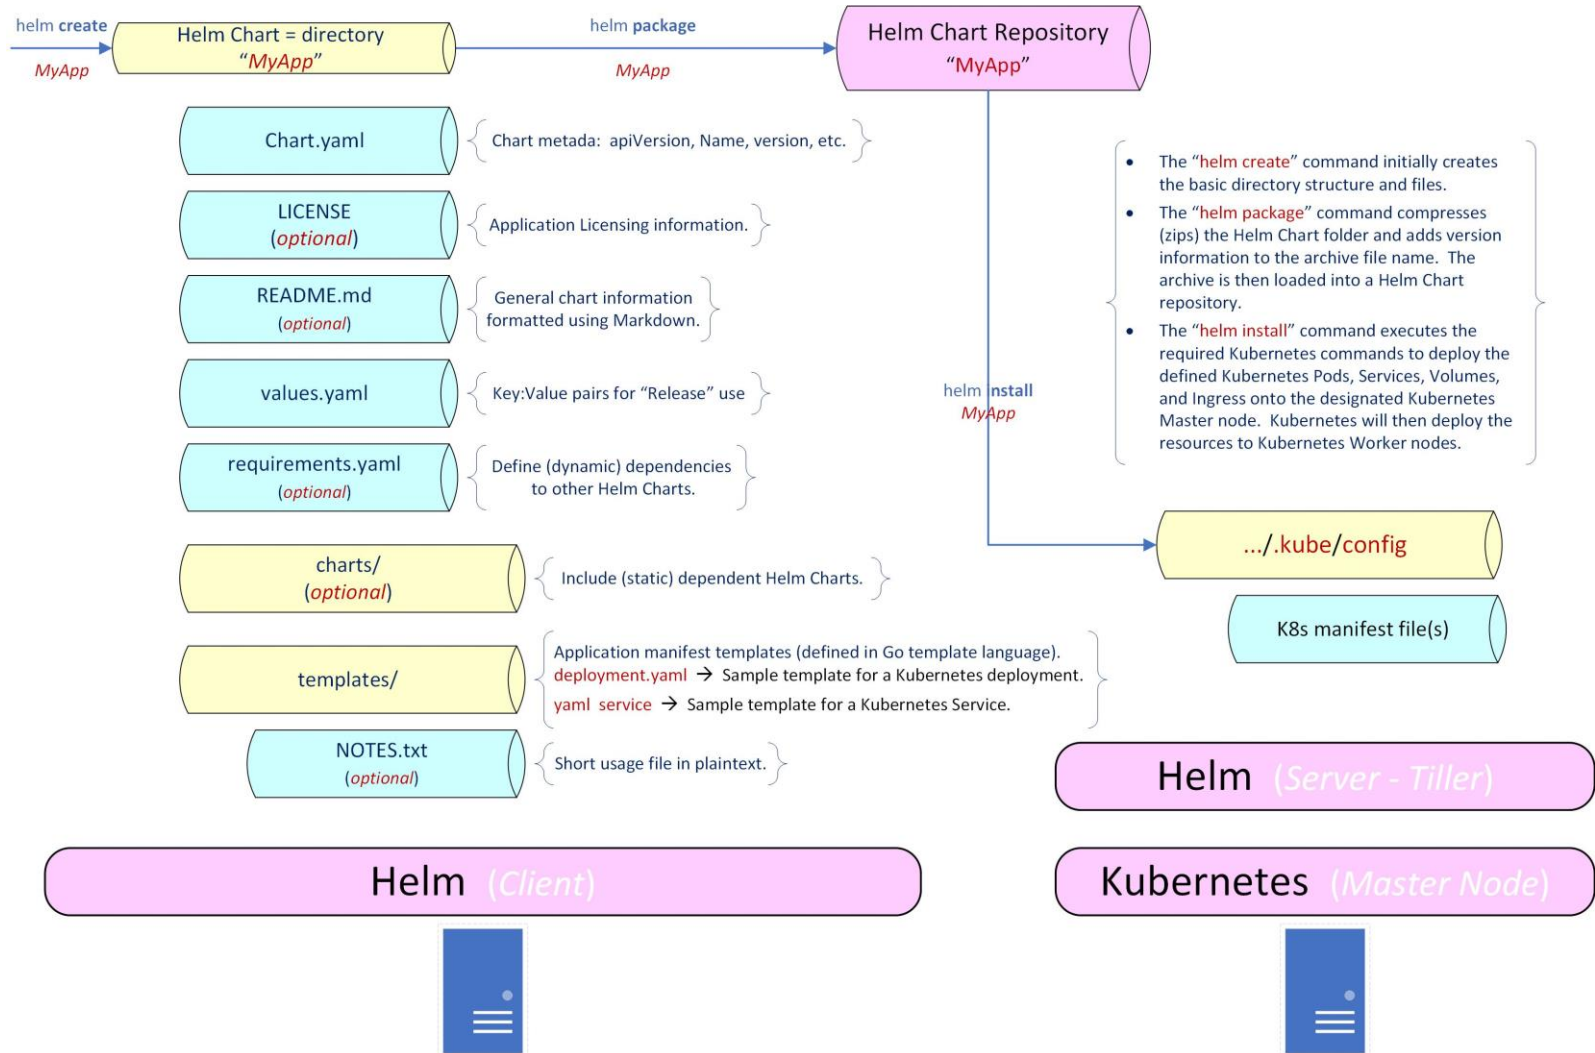 helm create
MyApp
Helm Chart = directory
“MyApp”
helm package
MyApp
Helm Chart Repository
“MyApp”
Chart.yaml
Chart metada: apiVersion, Name, version, etc.
LICENSE
(optional)
Application Licensing information.
README.md
(optional)
General chart information
formatted using Markdown.
values.yaml
Key:Value pairs for “Release” use
requirements.yaml
(optional)
Define (dynamic) dependencies
to other Helm Charts.
charts/
(optional)
Include (static) dependent Helm Charts.
templates/
Application manifest templates (defined in Go template language).
deployment.yaml → Sample template for a Kubernetes deployment.
yaml service → Sample template for a Kubernetes Service.
NOTES.txt
(optional)
Short usage file in plaintext.
helm install
MyApp
• The “helm create” command initially creates
the basic directory structure and files.
• The “helm package” command compresses
(zips) the Helm Chart folder and adds version
information to the archive file name. The
archive is then loaded into a Helm Chart
repository.
• The “helm install” command executes the
required Kubernetes commands to deploy the
defined Kubernetes Pods, Services, Volumes,
and Ingress onto the designated Kubernetes
Master node. Kubernetes will then deploy the
resources to Kubernetes Worker nodes.
.../.kube/config
K8s manifest file(s)
Helm (Server - Tiller)
Helm (Client)
Kubernetes (Master Node)